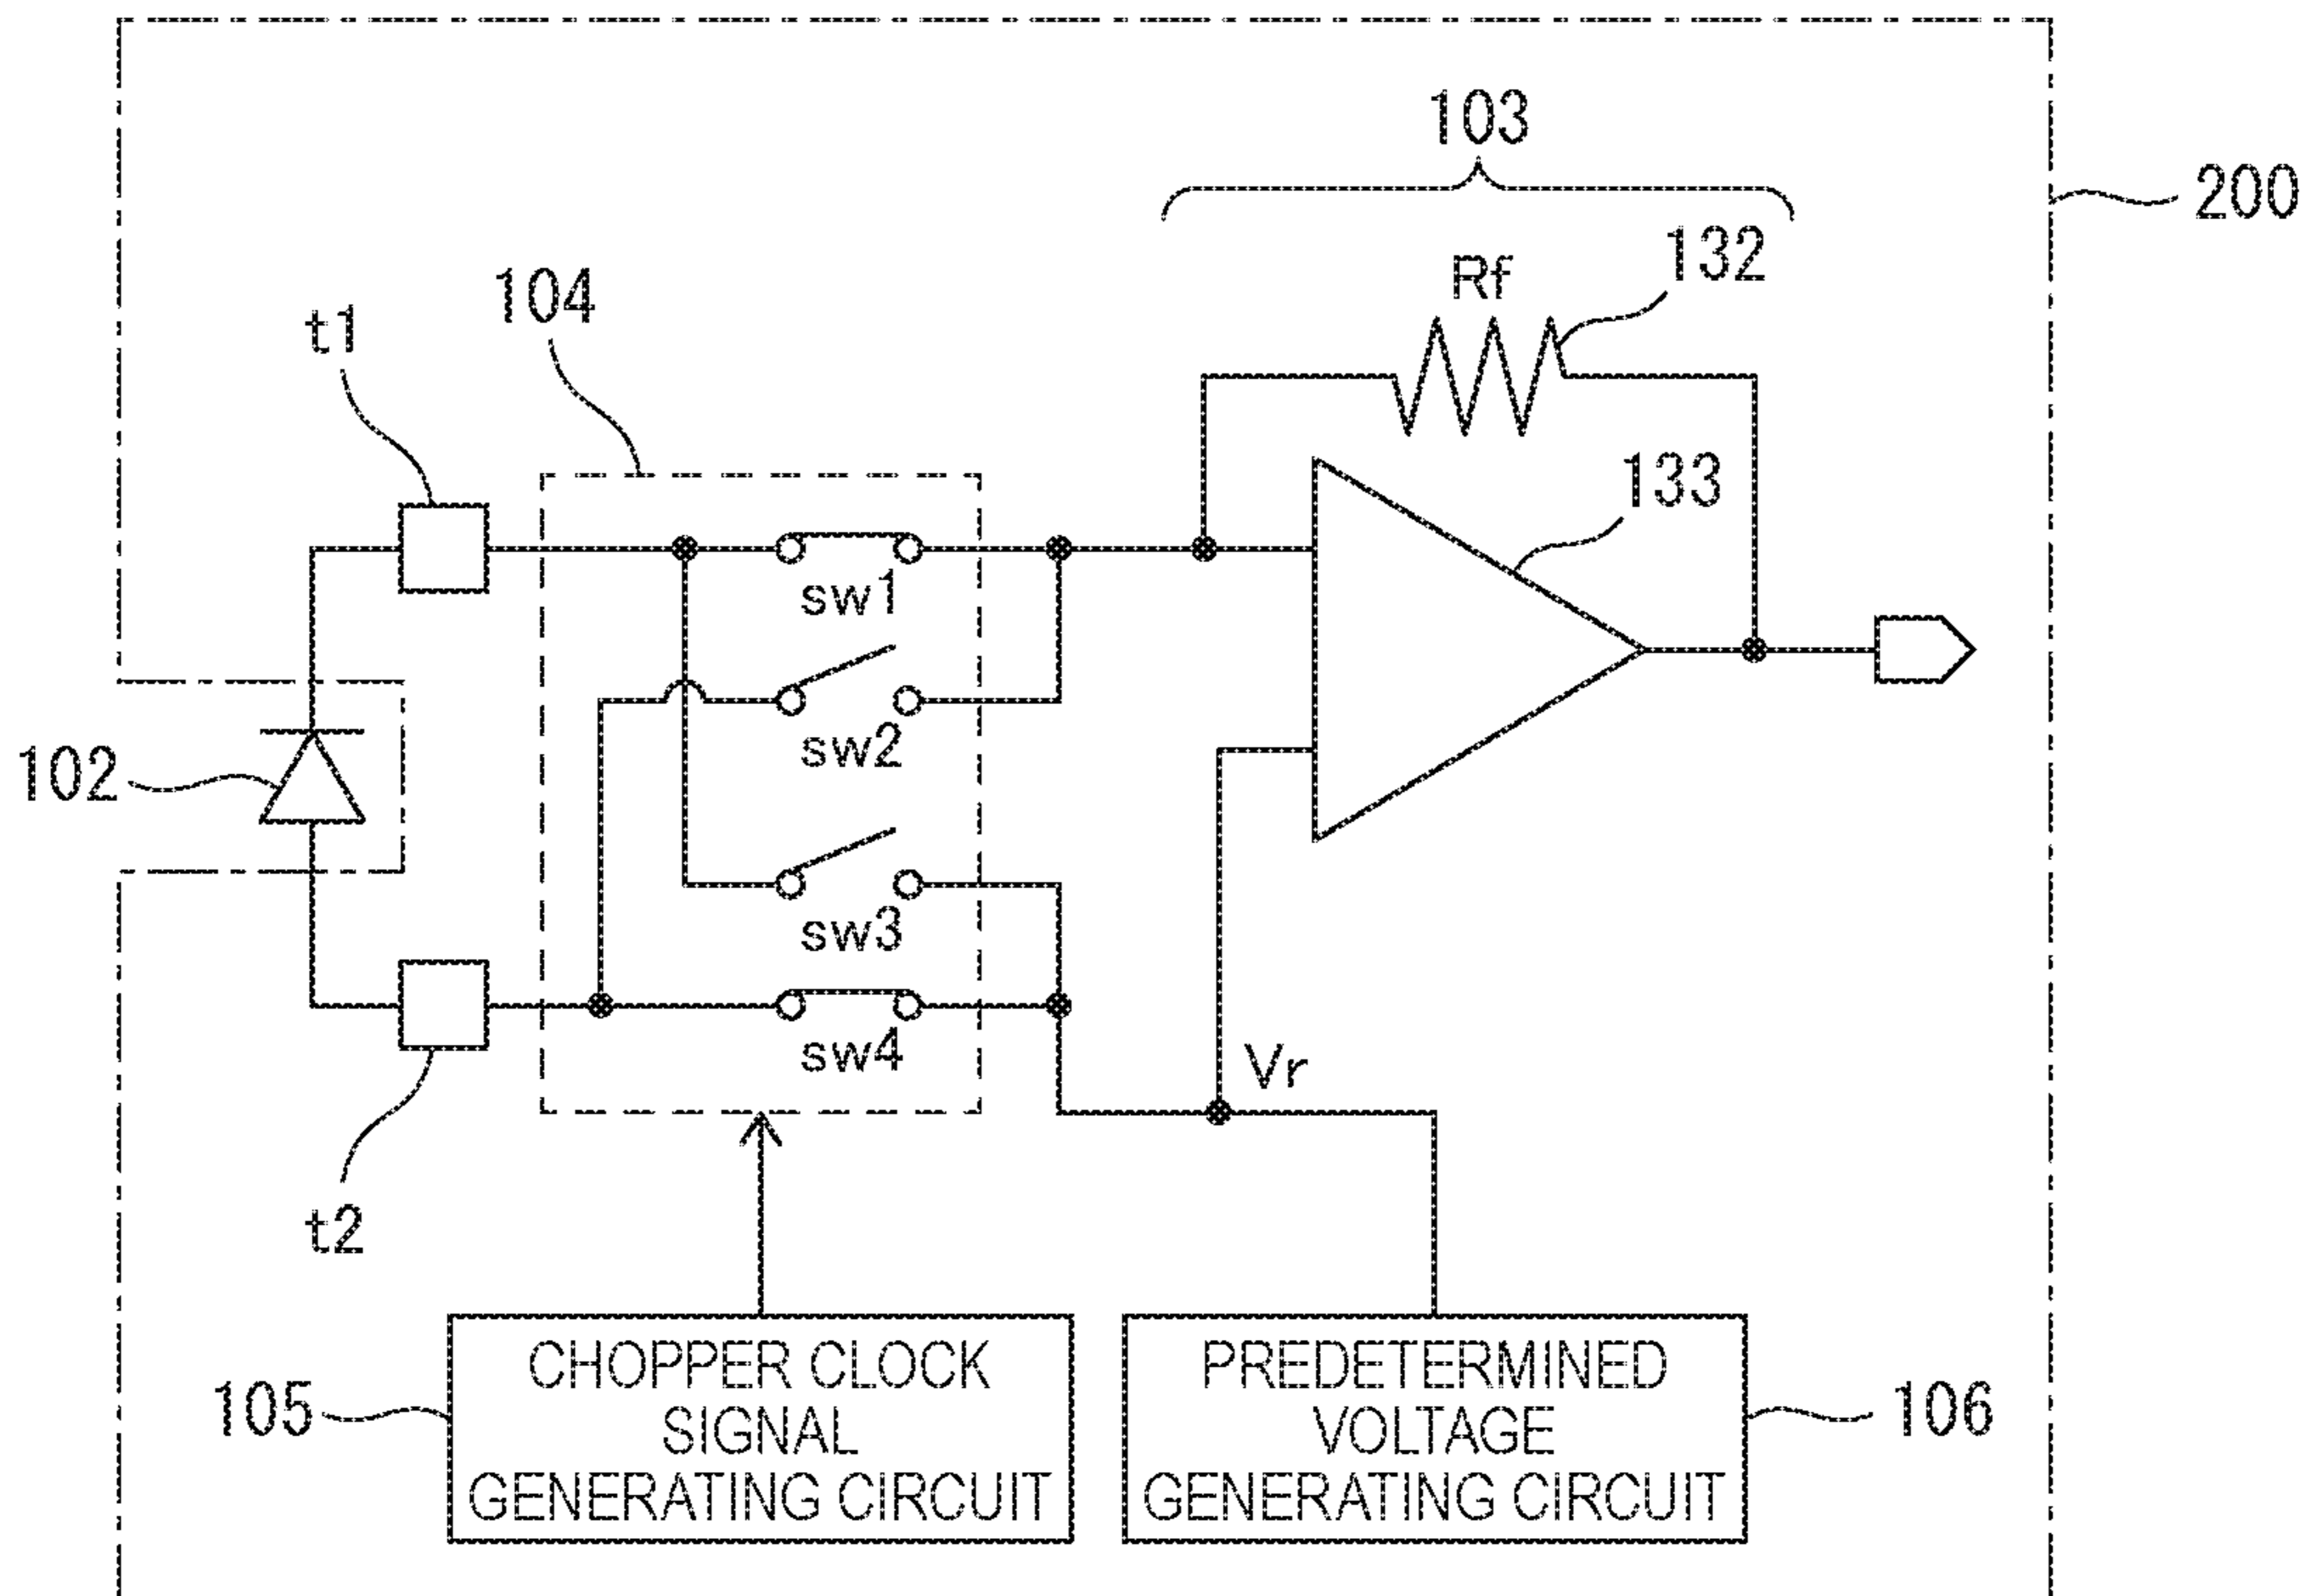 103
200
132
Rf
104
t1
133
sw1
sw2
102
sw3
sw4
Vr
t2
CHOPPER CLOCK
SIGNAL
GENERATING CIRCUIT
105
PREDETERMINED
VOLTAGE
GENERATING CIRCUIT
106